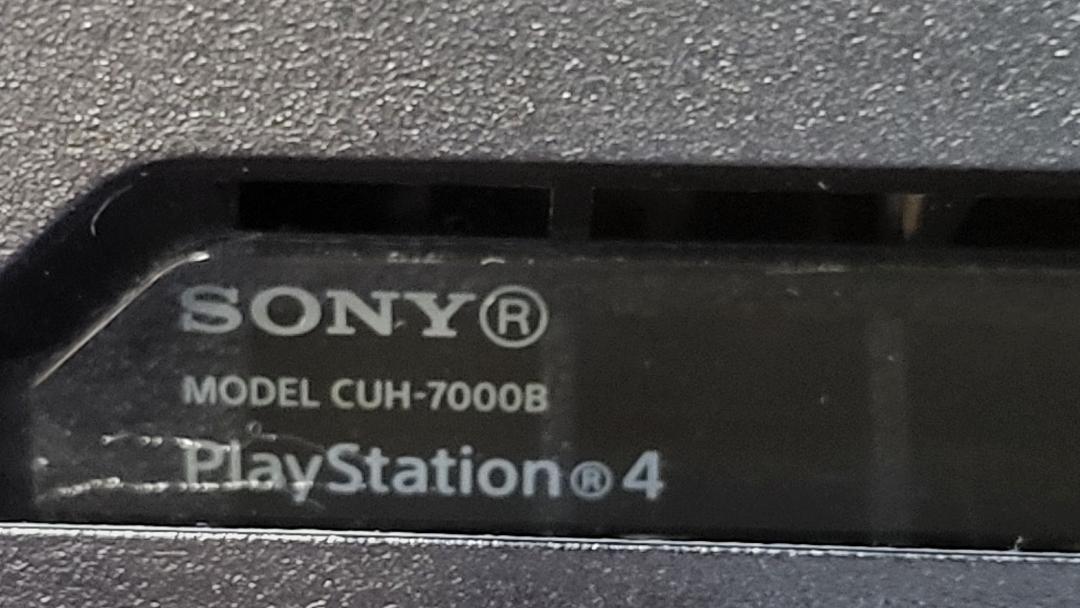 SONY®
MODEL CUH-7000B
PlayStation®4